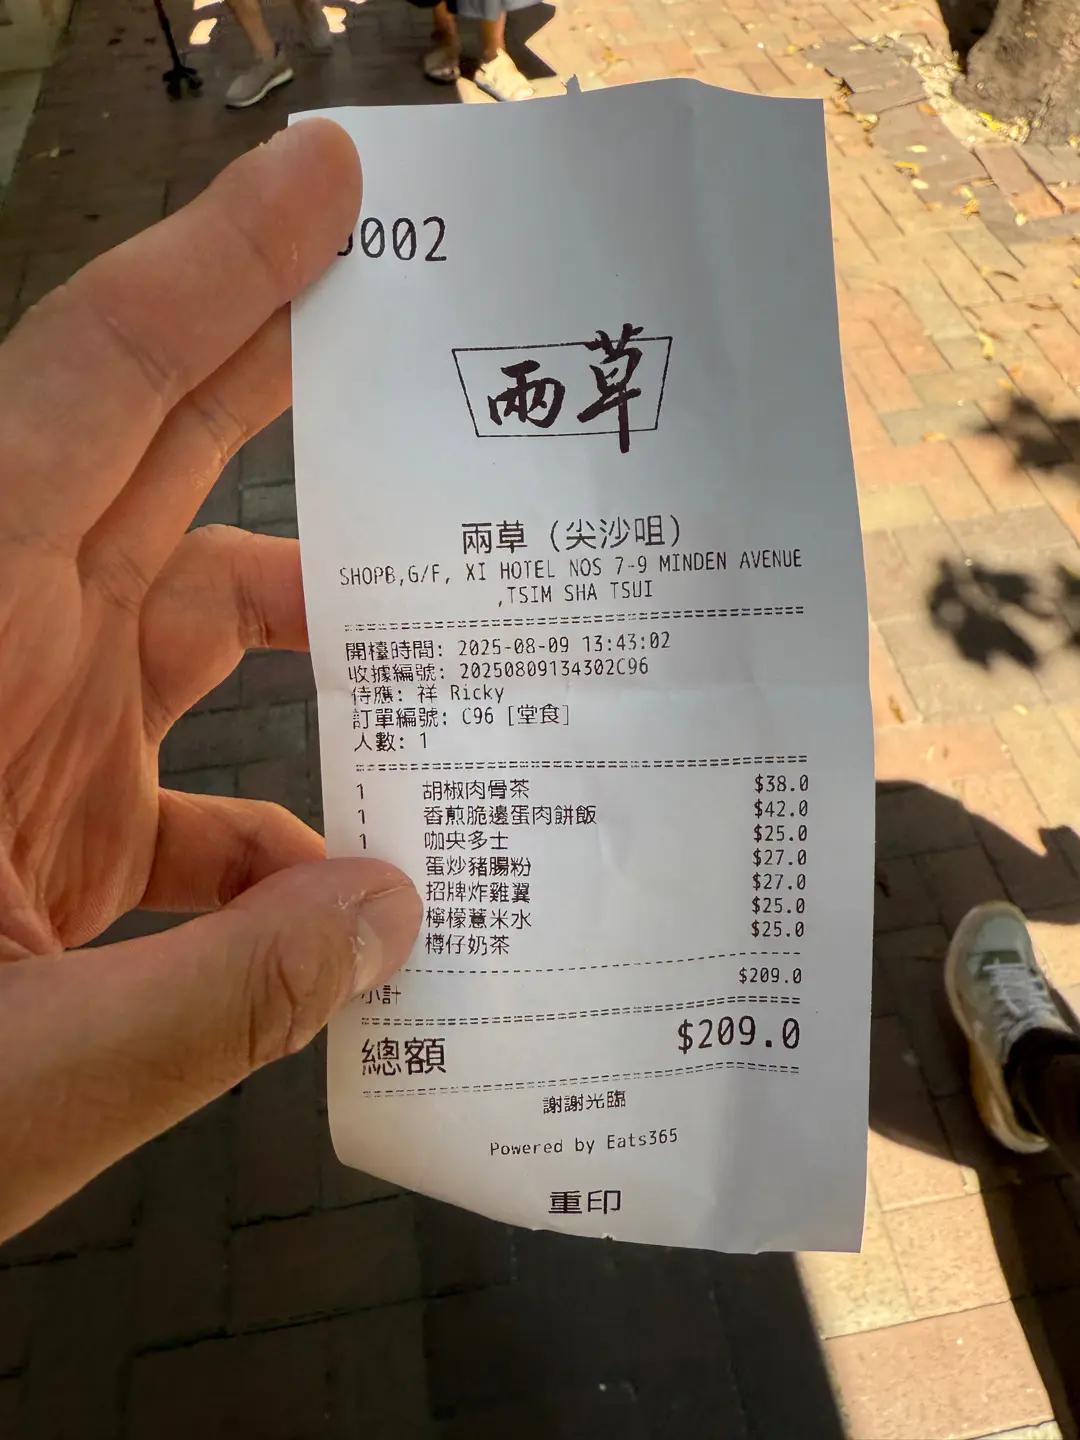 0002
兩草
兩草（尖沙咀）
SHOPB,G/F, XI HOTEL NOS 7-9 MINDEN AVENUE
,TSIM SHA TSUI
開檯時間: 2025-08-09 13:43:02
收據編號: 20250809134302C96
侍應: 祥 Ricky
訂單編號: C96 [堂食]
人數: 1
1 胡椒肉骨茶 $38.0
1 香煎脆邊蛋肉餅飯 $42.0
1 咖央多士 $25.0
蛋炒豬腸粉 $27.0
招牌炸雞翼 $27.0
檸檬薏米水 $25.0
樽仔奶茶 $25.0
小計 $209.0
總額 $209.0
謝謝光臨
Powered by Eats365
重印